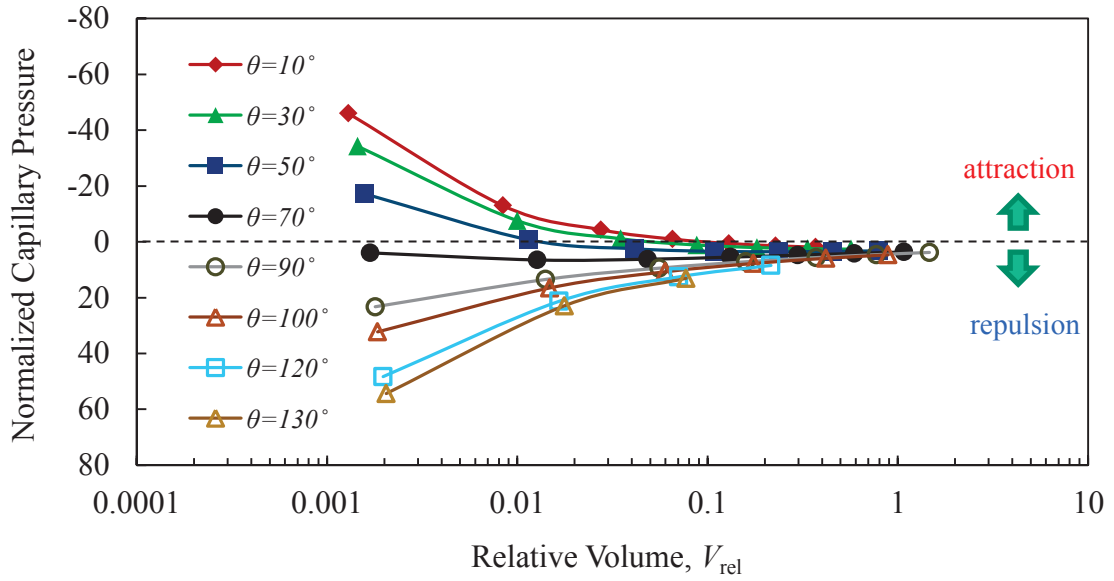 Normalized Capillary Pressure
-80
-60
-40
-20
0
20
40
60
80
θ=10˚
θ=30˚
θ=50˚
θ=70˚
θ=90˚
θ=100˚
θ=120˚
θ=130˚
attraction
repulsion
0.0001
0.001
0.01
0.1
1
10
Relative Volume, Vrel